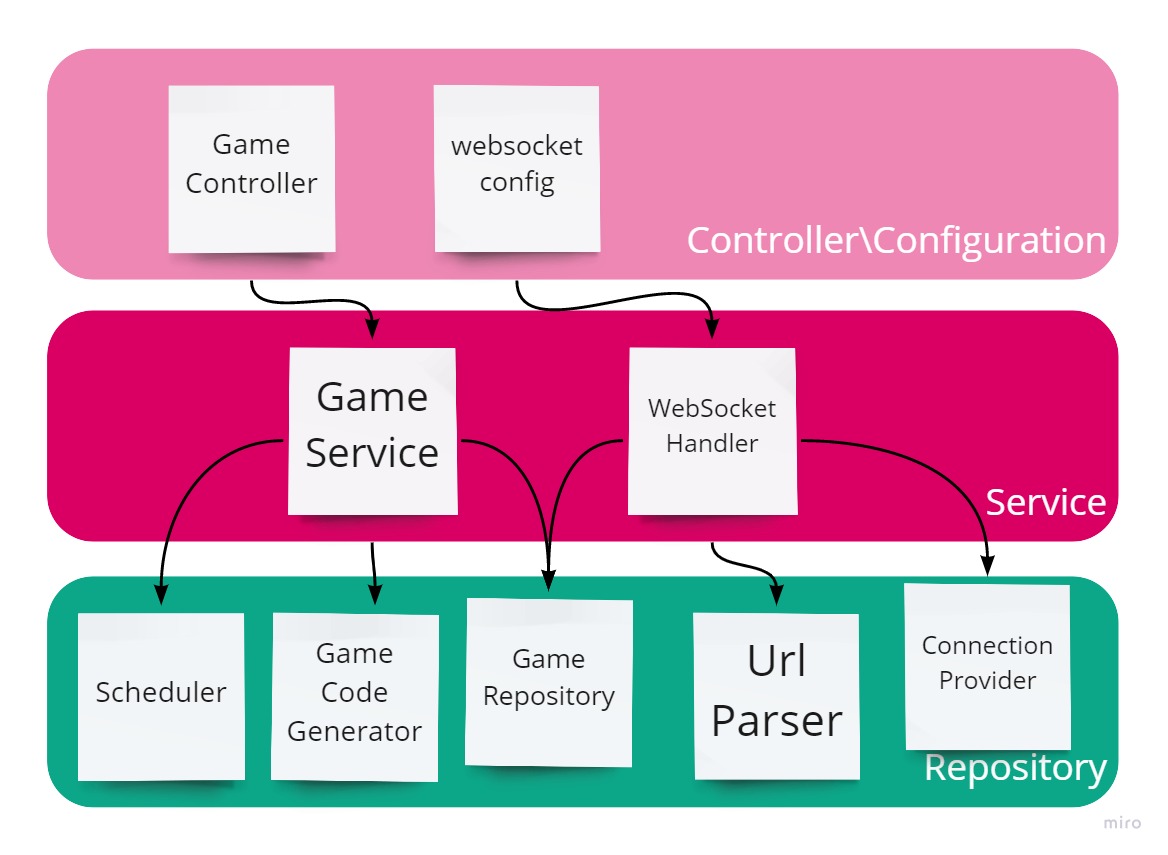 Game
Controller
websocket
config
Controller\Configuration
Game
Service
WebSocket
Handler
Service
Scheduler
Game
Code
Generator
Game
Repository
Url
Parser
Connection
Provider
Repository
miro